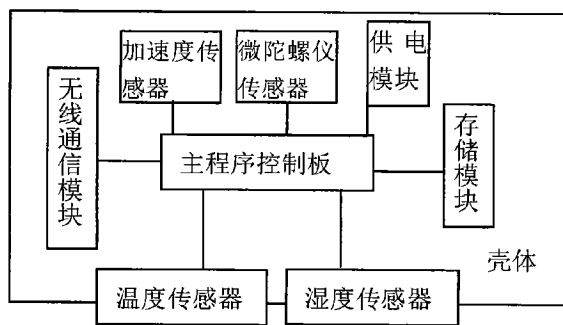 加速度传
感器
微陀螺仪
传感器
供电
模块
无线通信模块
主程序控制板
存储模块
壳体
温度传感器
湿度传感器